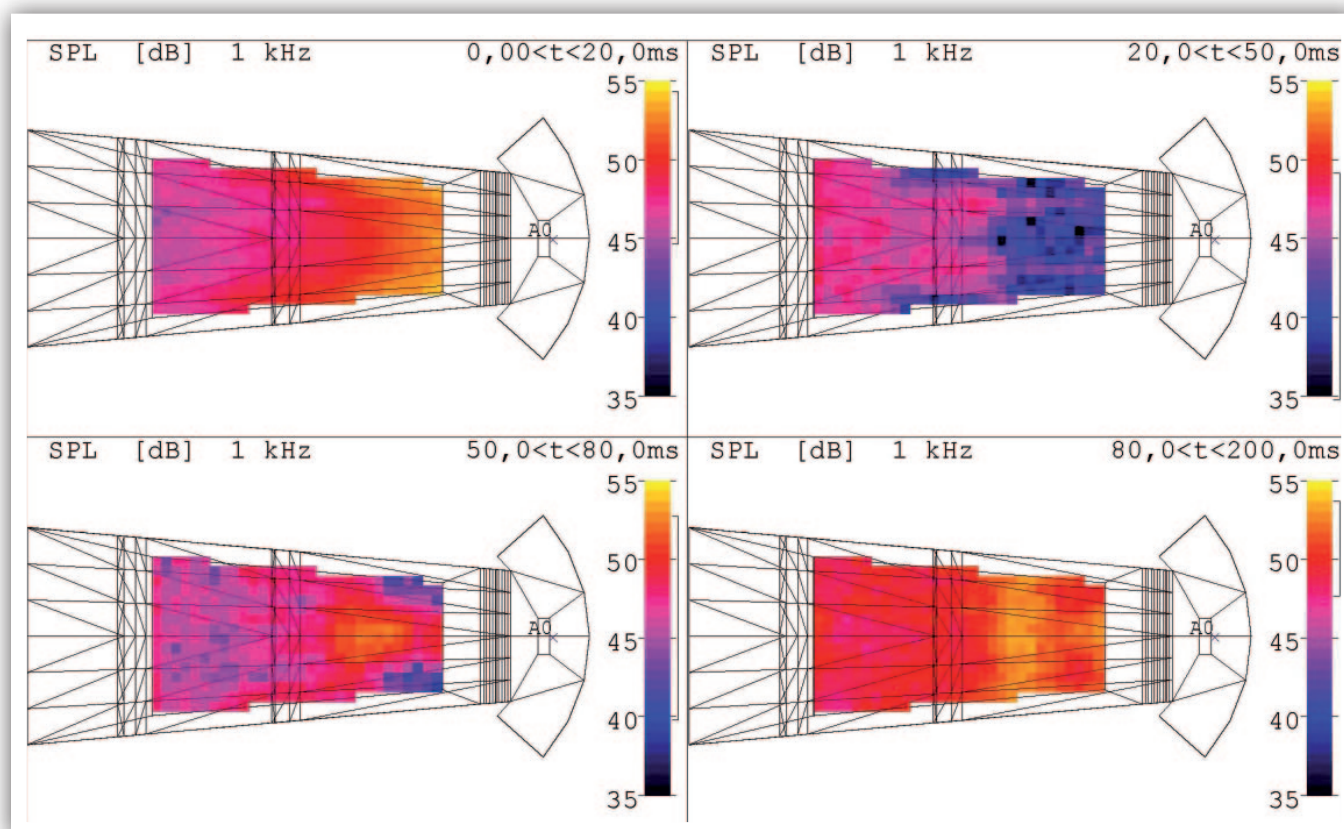 SPL [dB] 1 kHz 0,00<t<20,0ms
55
50
45
40
35
A0
SPL [dB] 1 kHz 20,0<t<50,0ms
55
50
45
40
35
A0
SPL [dB] 1 kHz 50,0<t<80,0ms
55
50
45
40
35
A0
SPL [dB] 1 kHz 80,0<t<200,0ms
55
50
45
40
35
A0